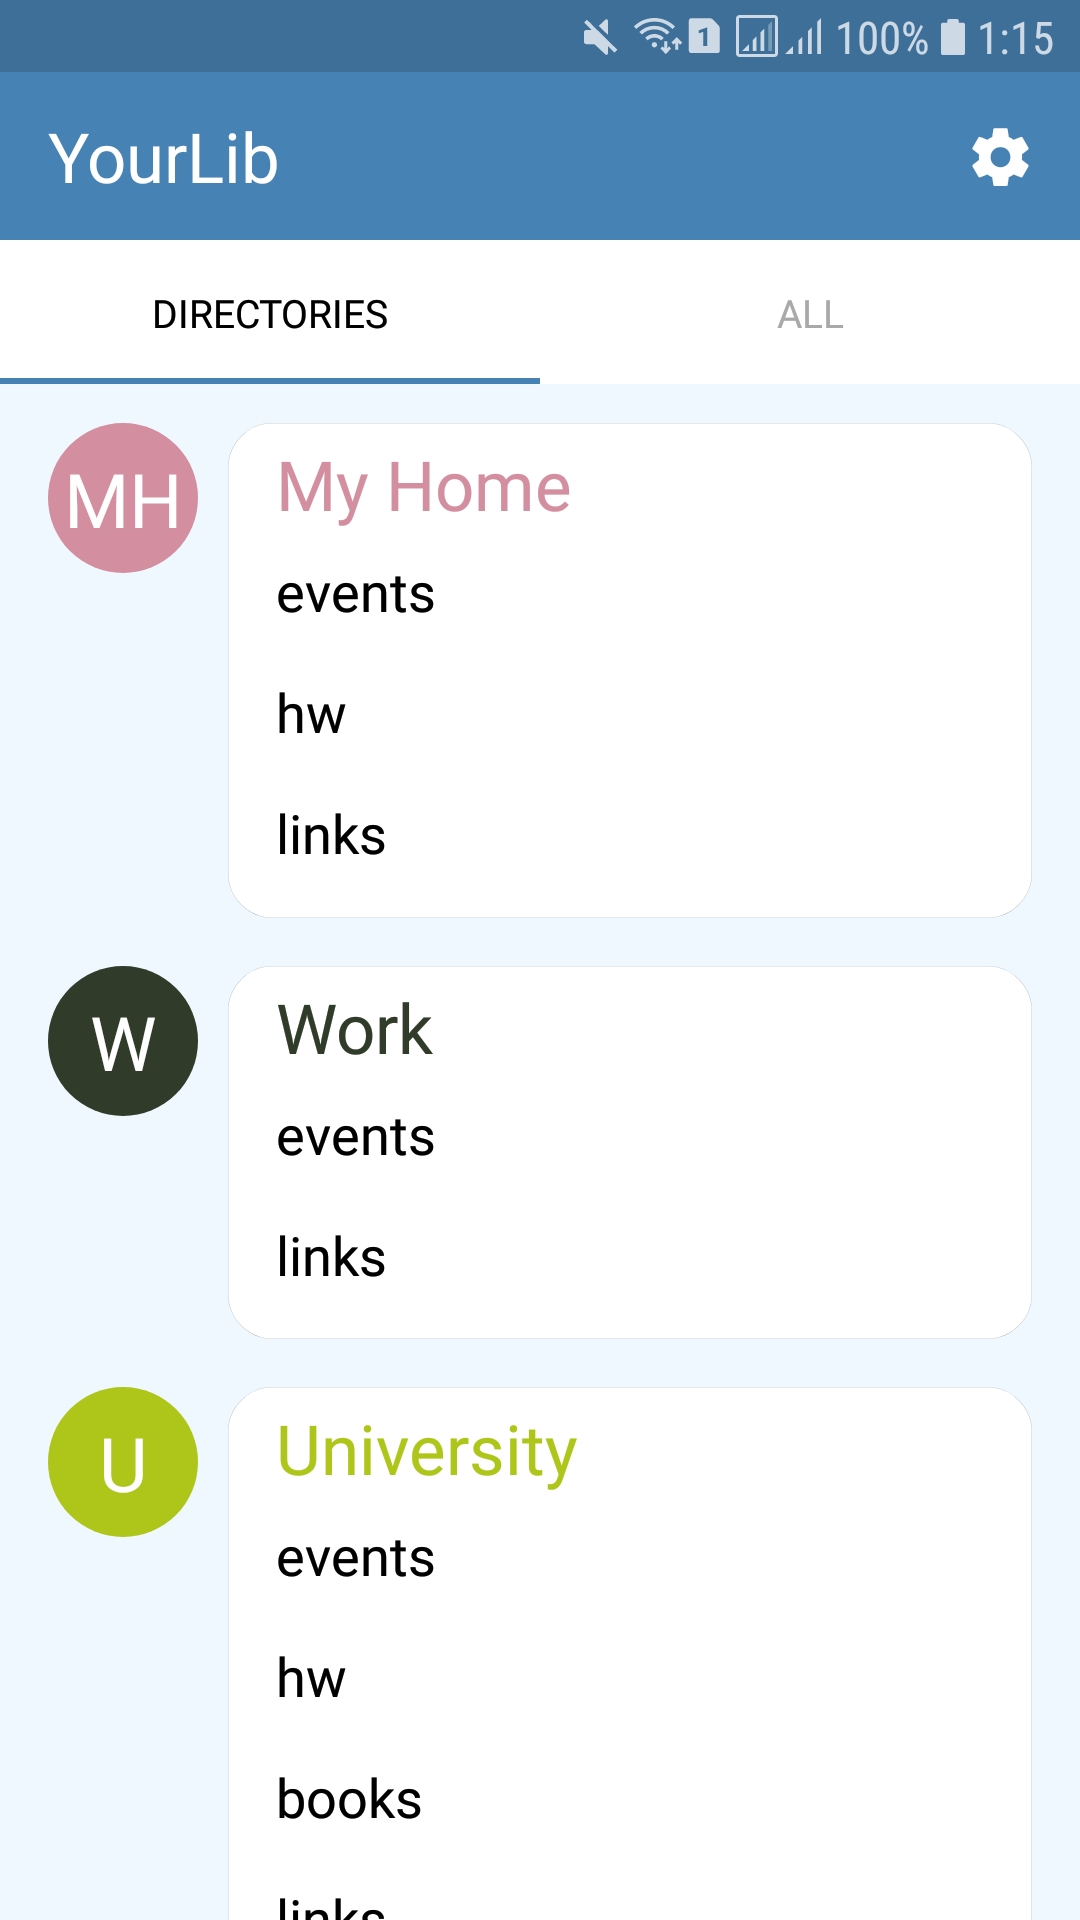 1 100% 1:15
YourLib
DIRECTORIES ALL
MH My Home
events
hw
links
W Work
events
links
U University
events
hw
books
links